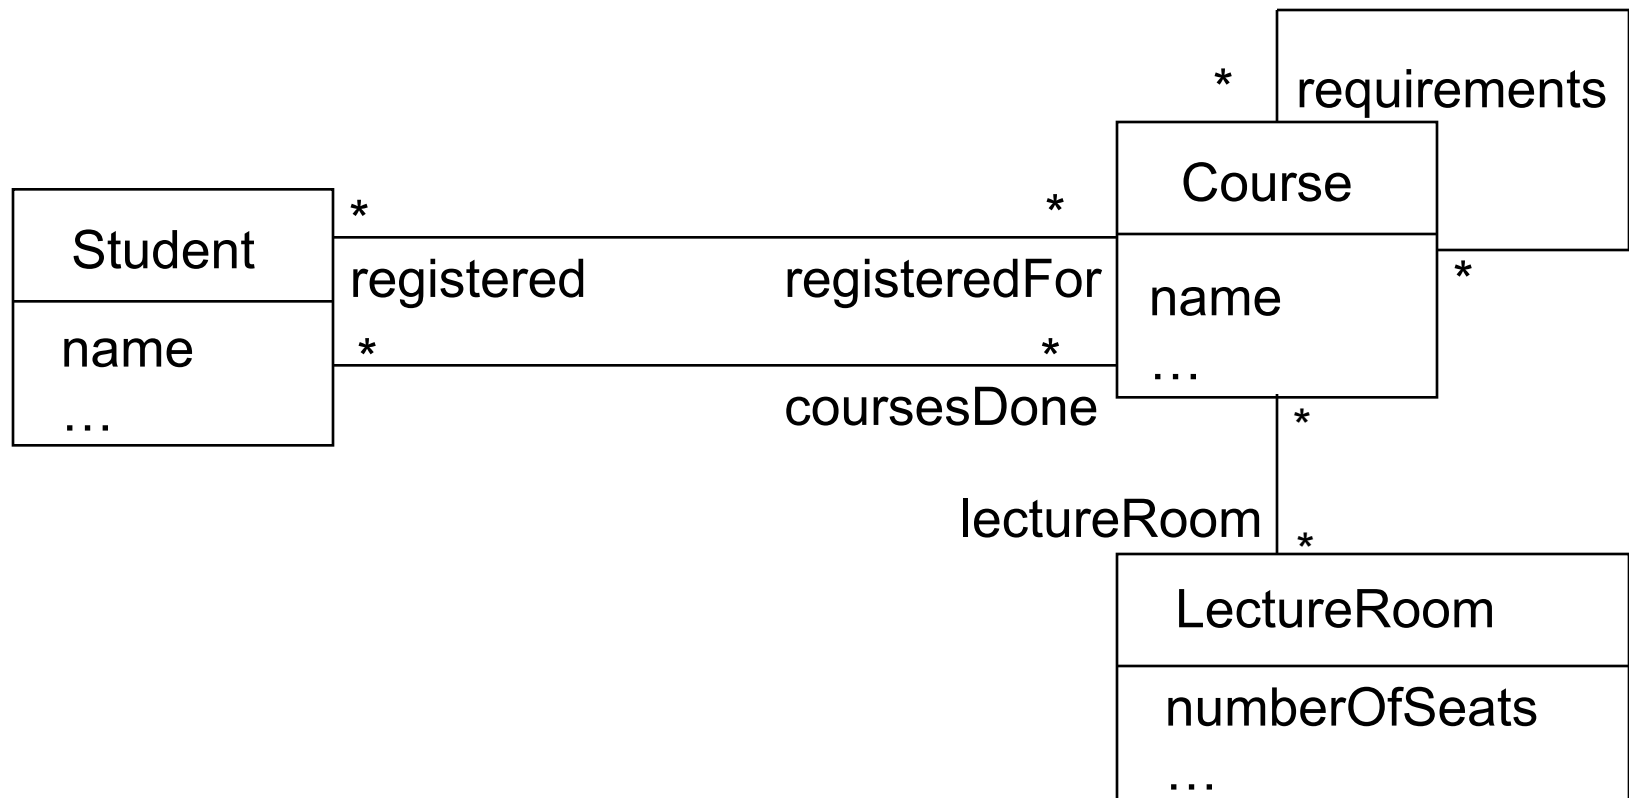 * requirements
Course
* *
Student
registered registeredFor
*
name
name
* *
…
coursesDone
…
*
lectureRoom
*
LectureRoom
numberOfSeats
…